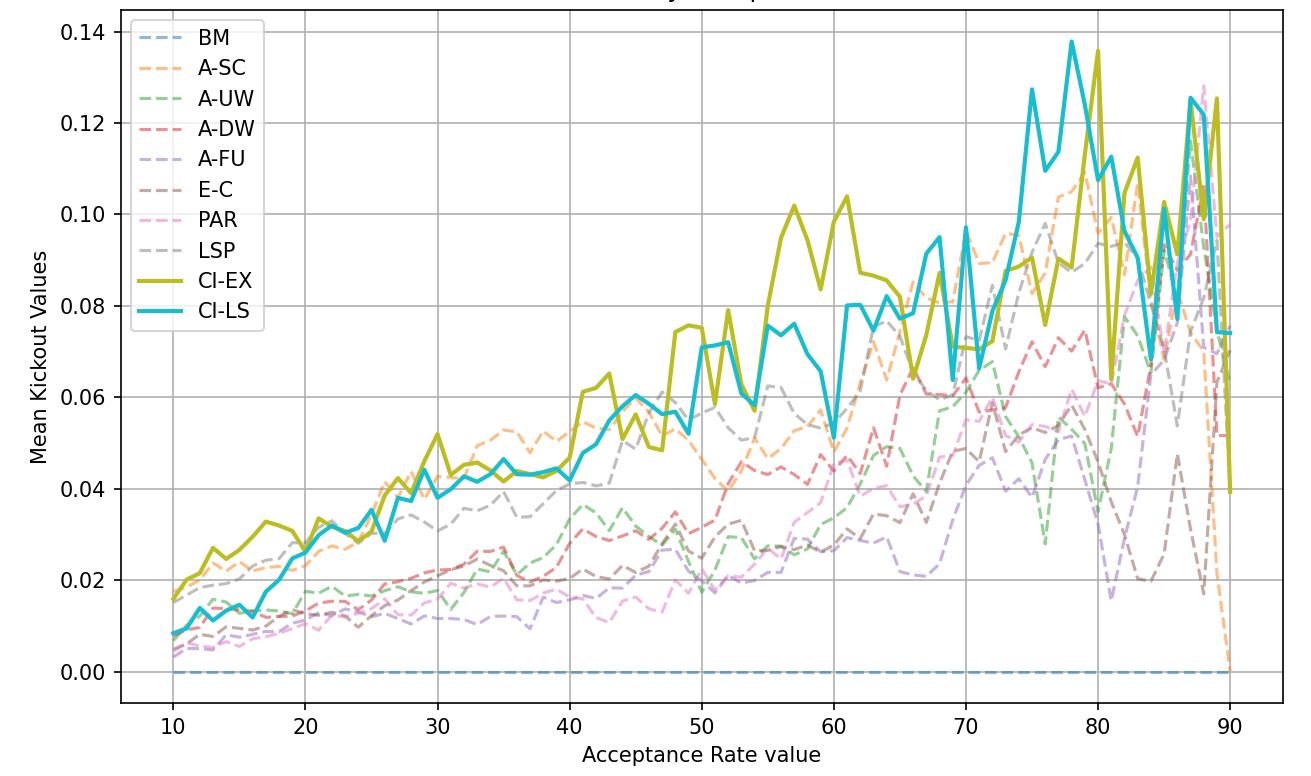 0.14
0.12
0.10
0.08
0.06
0.04
0.02
0.00
Mean Kickout Values
BM
A-SC
A-UW
A-DW
A-FU
E-C
PAR
LSP
CI-EX
CI-LS
10 20 30 40 50 60 70 80 90
Acceptance Rate value